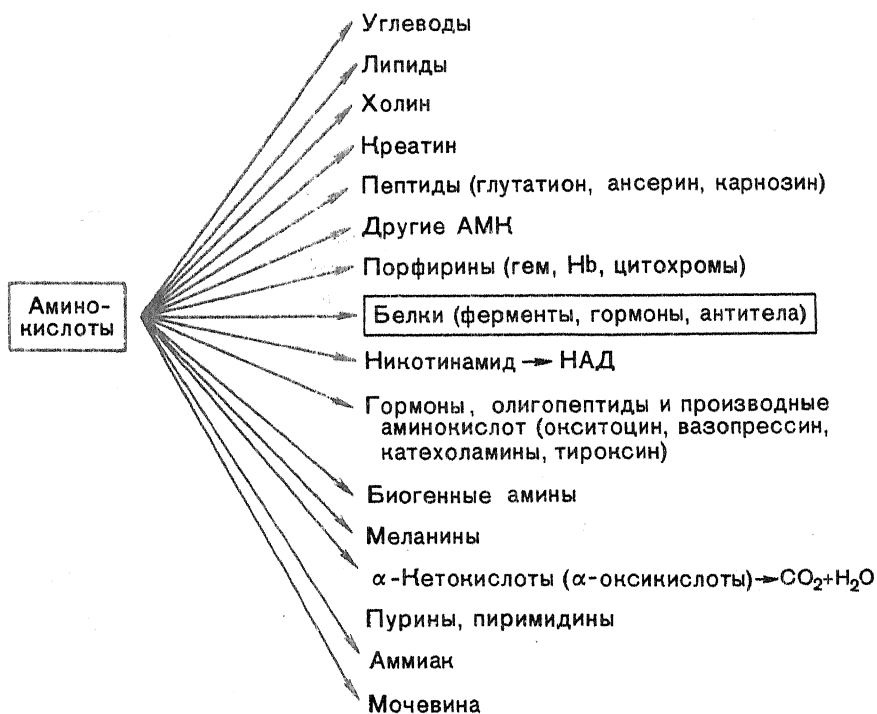 Углеводы
Липиды
Холин
Креатин
Пептиды (глутатион, ансерин, карнозин)
Другие АМК
Порфирины (гем, Hb, цитохромы)
Амино-
кислоты
Белки (ферменты, гормоны, антитела)
Никотинамид → НАД
Гормоны, олигопептиды и производные
аминокислот (окситоцин, вазопрессин,
катехоламины, тироксин)
Биогенные амины
Меланины
α-Кетокислоты (α-оксикислоты)→CO₂+H₂O
Пурины, пиримидины
Аммиак
Мочевина